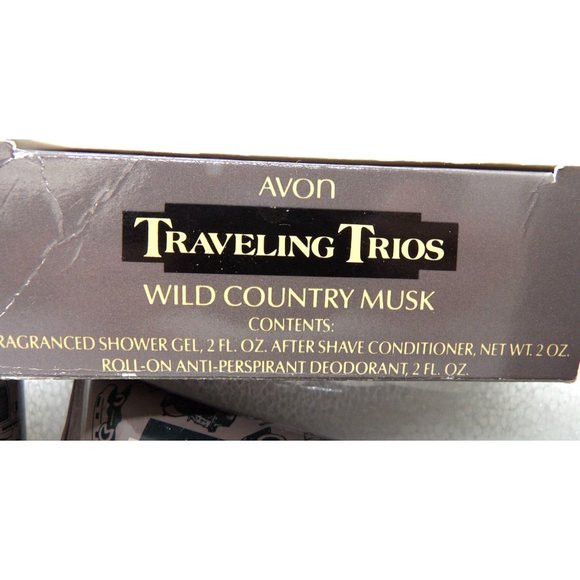 AVON
TRAVELING TRIOS
WILD COUNTRY MUSK
CONTENTS:
RAGRANCED SHOWER GEL, 2 FL. OZ. AFTER SHAVE CONDITIONER, NET WT. 2 OZ.
ROLL-ON ANTI-PERSPIRANT DEODORANT, 2 FL. OZ.